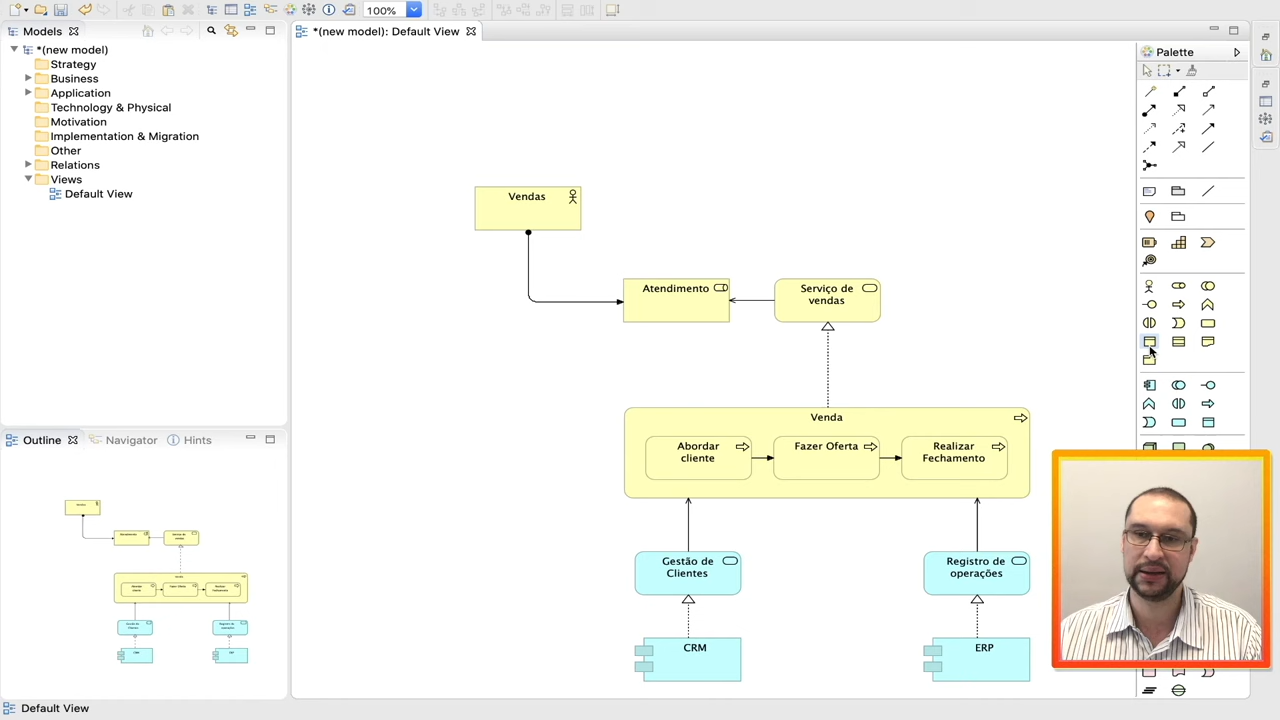 100%
Models
*(new model)
Strategy
Business
Application
Technology & Physical
Motivation
Implementation & Migration
Other
Relations
Views
Default View
*(new model): Default View
Vendas
Atendimento
Serviço de
vendas
Venda
Abordar
cliente
Fazer Oferta
Realizar
Fechamento
Gestão de
Clientes
Registro de
operações
CRM
ERP
Palette
Outline
Navigator
Hints
Default View